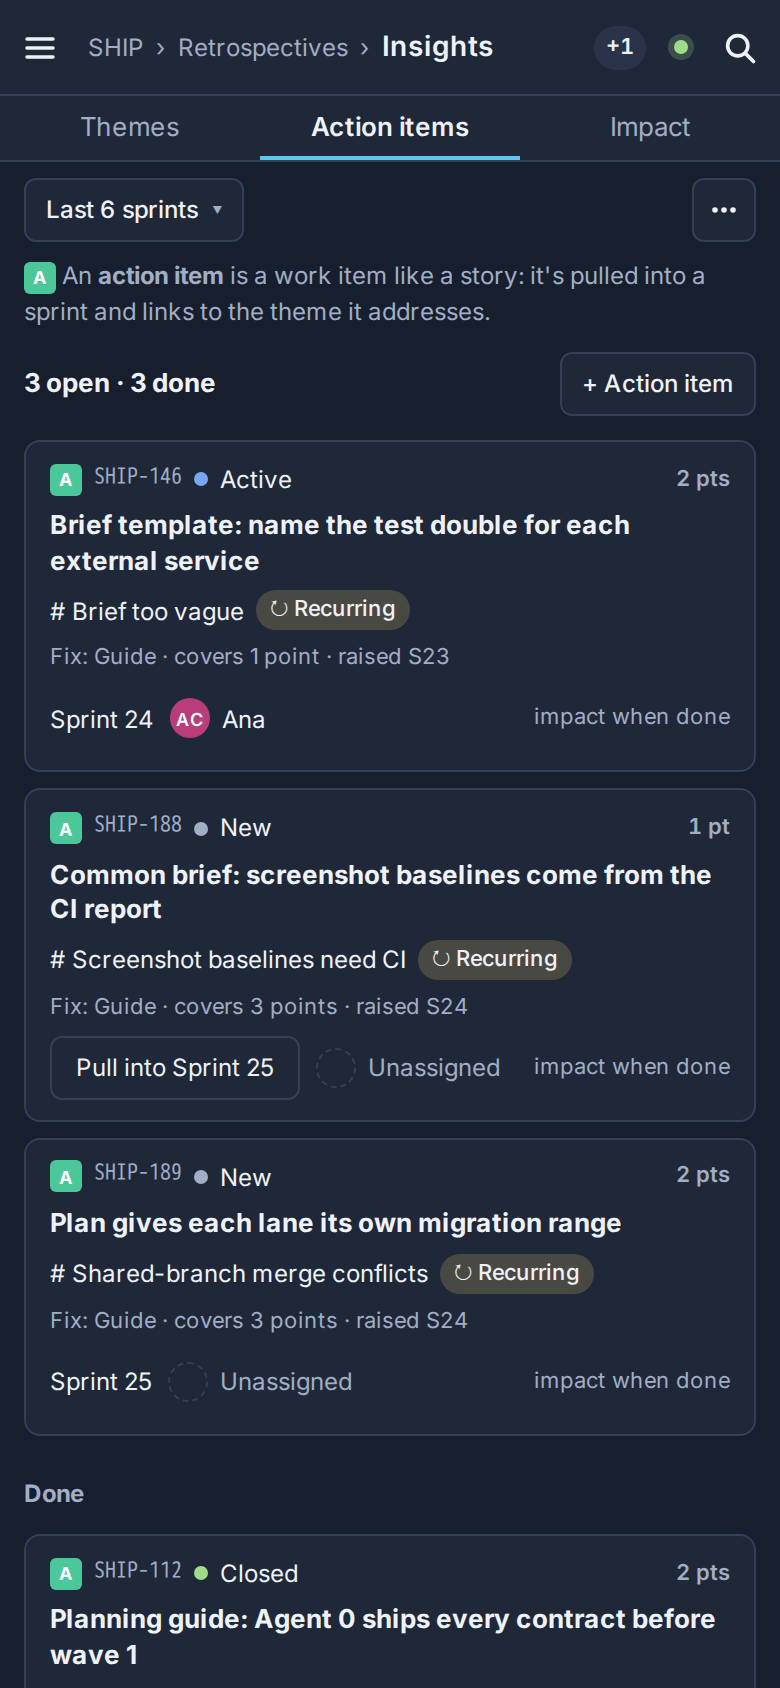 SHIP › Retrospectives › Insights +1
Themes Action items Impact
Last 6 sprints ▾ •••
A An action item is a work item like a story: it's pulled into a
sprint and links to the theme it addresses.
3 open · 3 done + Action item
A SHIP-146 Active 2 pts
Brief template: name the test double for each
external service
# Brief too vague ↻ Recurring
Fix: Guide · covers 1 point · raised S23
Sprint 24 AC Ana impact when done
A SHIP-188 New 1 pt
Common brief: screenshot baselines come from the
CI report
# Screenshot baselines need CI ↻ Recurring
Fix: Guide · covers 3 points · raised S24
Pull into Sprint 25 Unassigned impact when done
A SHIP-189 New 2 pts
Plan gives each lane its own migration range
# Shared-branch merge conflicts ↻ Recurring
Fix: Guide · covers 3 points · raised S24
Sprint 25 Unassigned impact when done
Done
A SHIP-112 Closed 2 pts
Planning guide: Agent 0 ships every contract before
wave 1